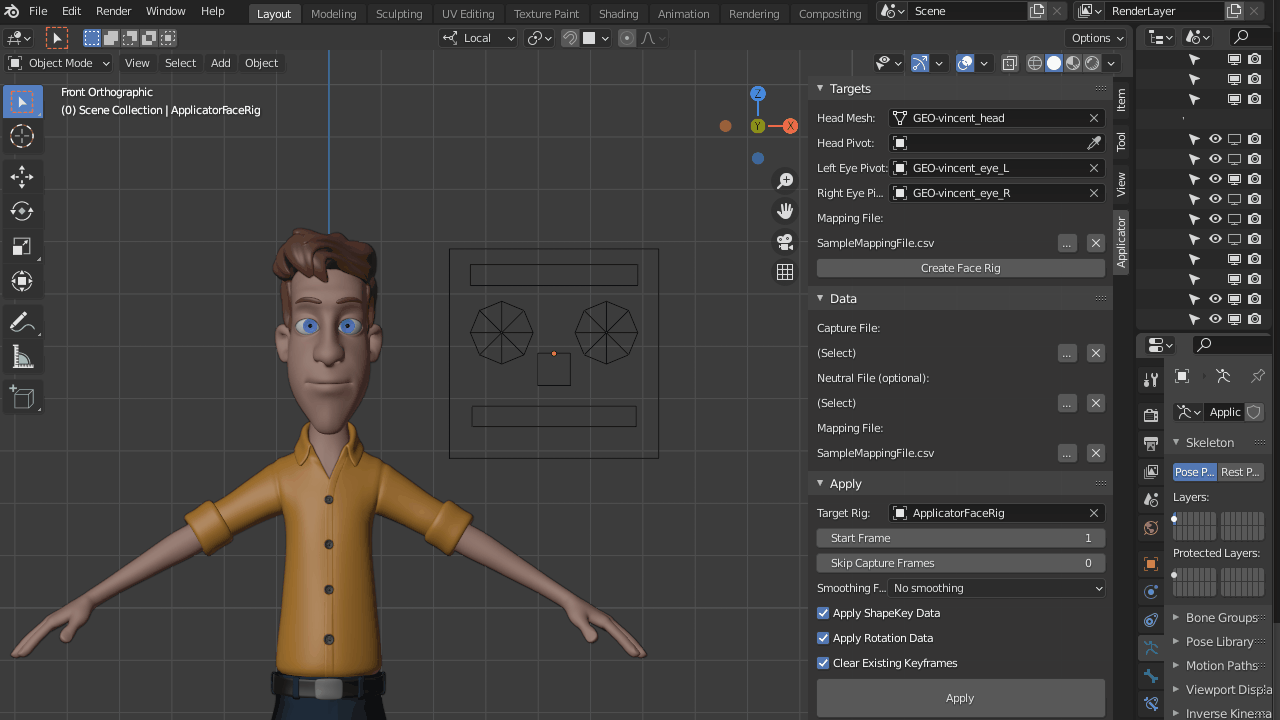 File Edit Render Window Help Layout Modeling Sculpting UV Editing Texture Paint Shading Animation Rendering Compositing Scene RenderLayer
Local Options
Object Mode View Select Add Object
Front Orthographic
(0) Scene Collection | ApplicatorFaceRig
Z
Y
X
Targets
Head Mesh: GEO-vincent_head
Head Pivot:
Left Eye Pivot: GEO-vincent_eye_L
Right Eye Pi... GEO-vincent_eye_R
Mapping File:
SampleMappingFile.csv ...
Create Face Rig
Data
Capture File:
(Select) ...
Neutral File (optional):
(Select) ...
Mapping File:
SampleMappingFile.csv ...
Apply
Target Rig: ApplicatorFaceRig
Start Frame 1
Skip Capture Frames 0
Smoothing F... No smoothing
Apply ShapeKey Data
Apply Rotation Data
Clear Existing Keyframes
Apply
Item
Tool
View
Applicator
Applic
Skeleton
Pose P... Rest P...
Layers:
Protected Layers:
Bone Groups
Pose Library
Motion Paths
Viewport Displa
Inverse Kinema